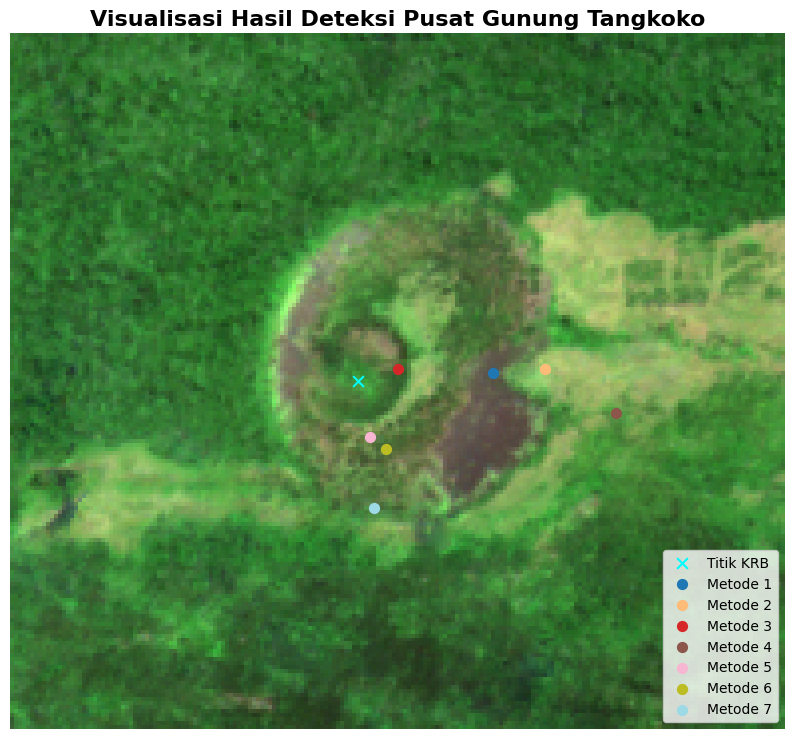 Visualisasi Hasil Deteksi Pusat Gunung Tangkoko
Titik KRB
Metode 1
Metode 2
Metode 3
Metode 4
Metode 5
Metode 6
Metode 7